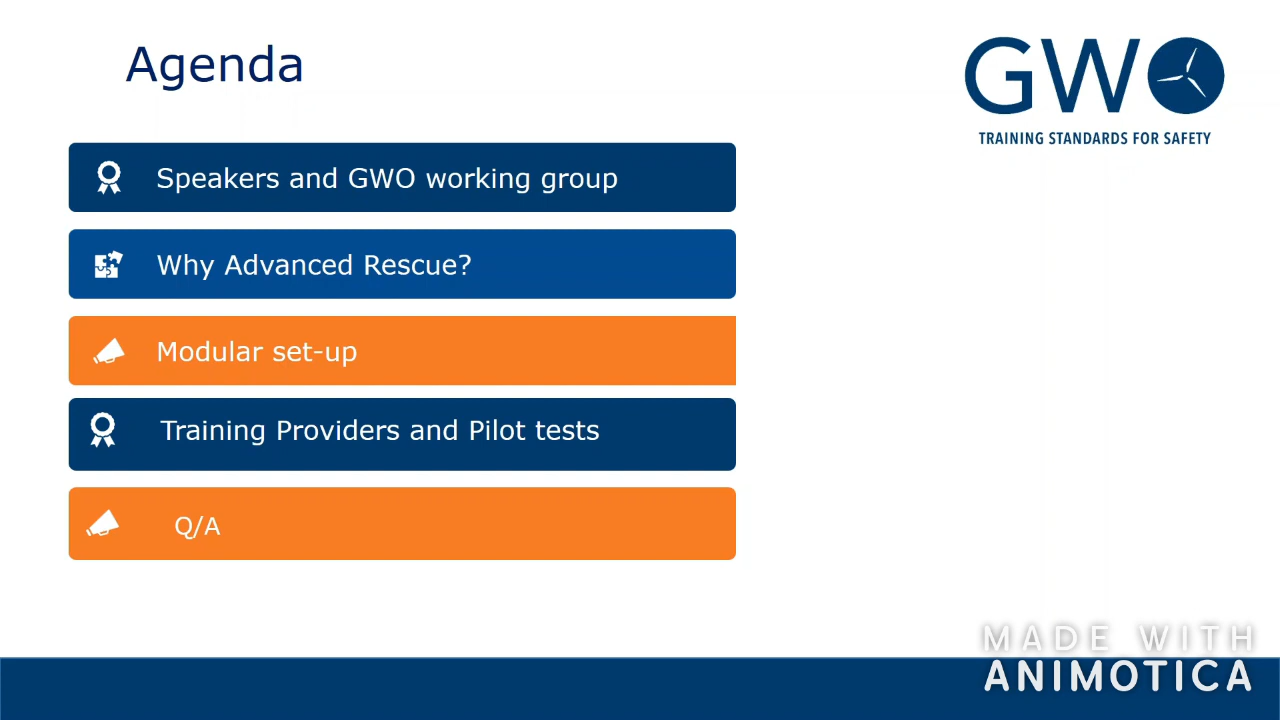 Agenda
GWO
TRAINING STANDARDS FOR SAFETY
Speakers and GWO working group
Why Advanced Rescue?
Modular set-up
Training Providers and Pilot tests
Q/A
MADE WITH
ANIMOTICA